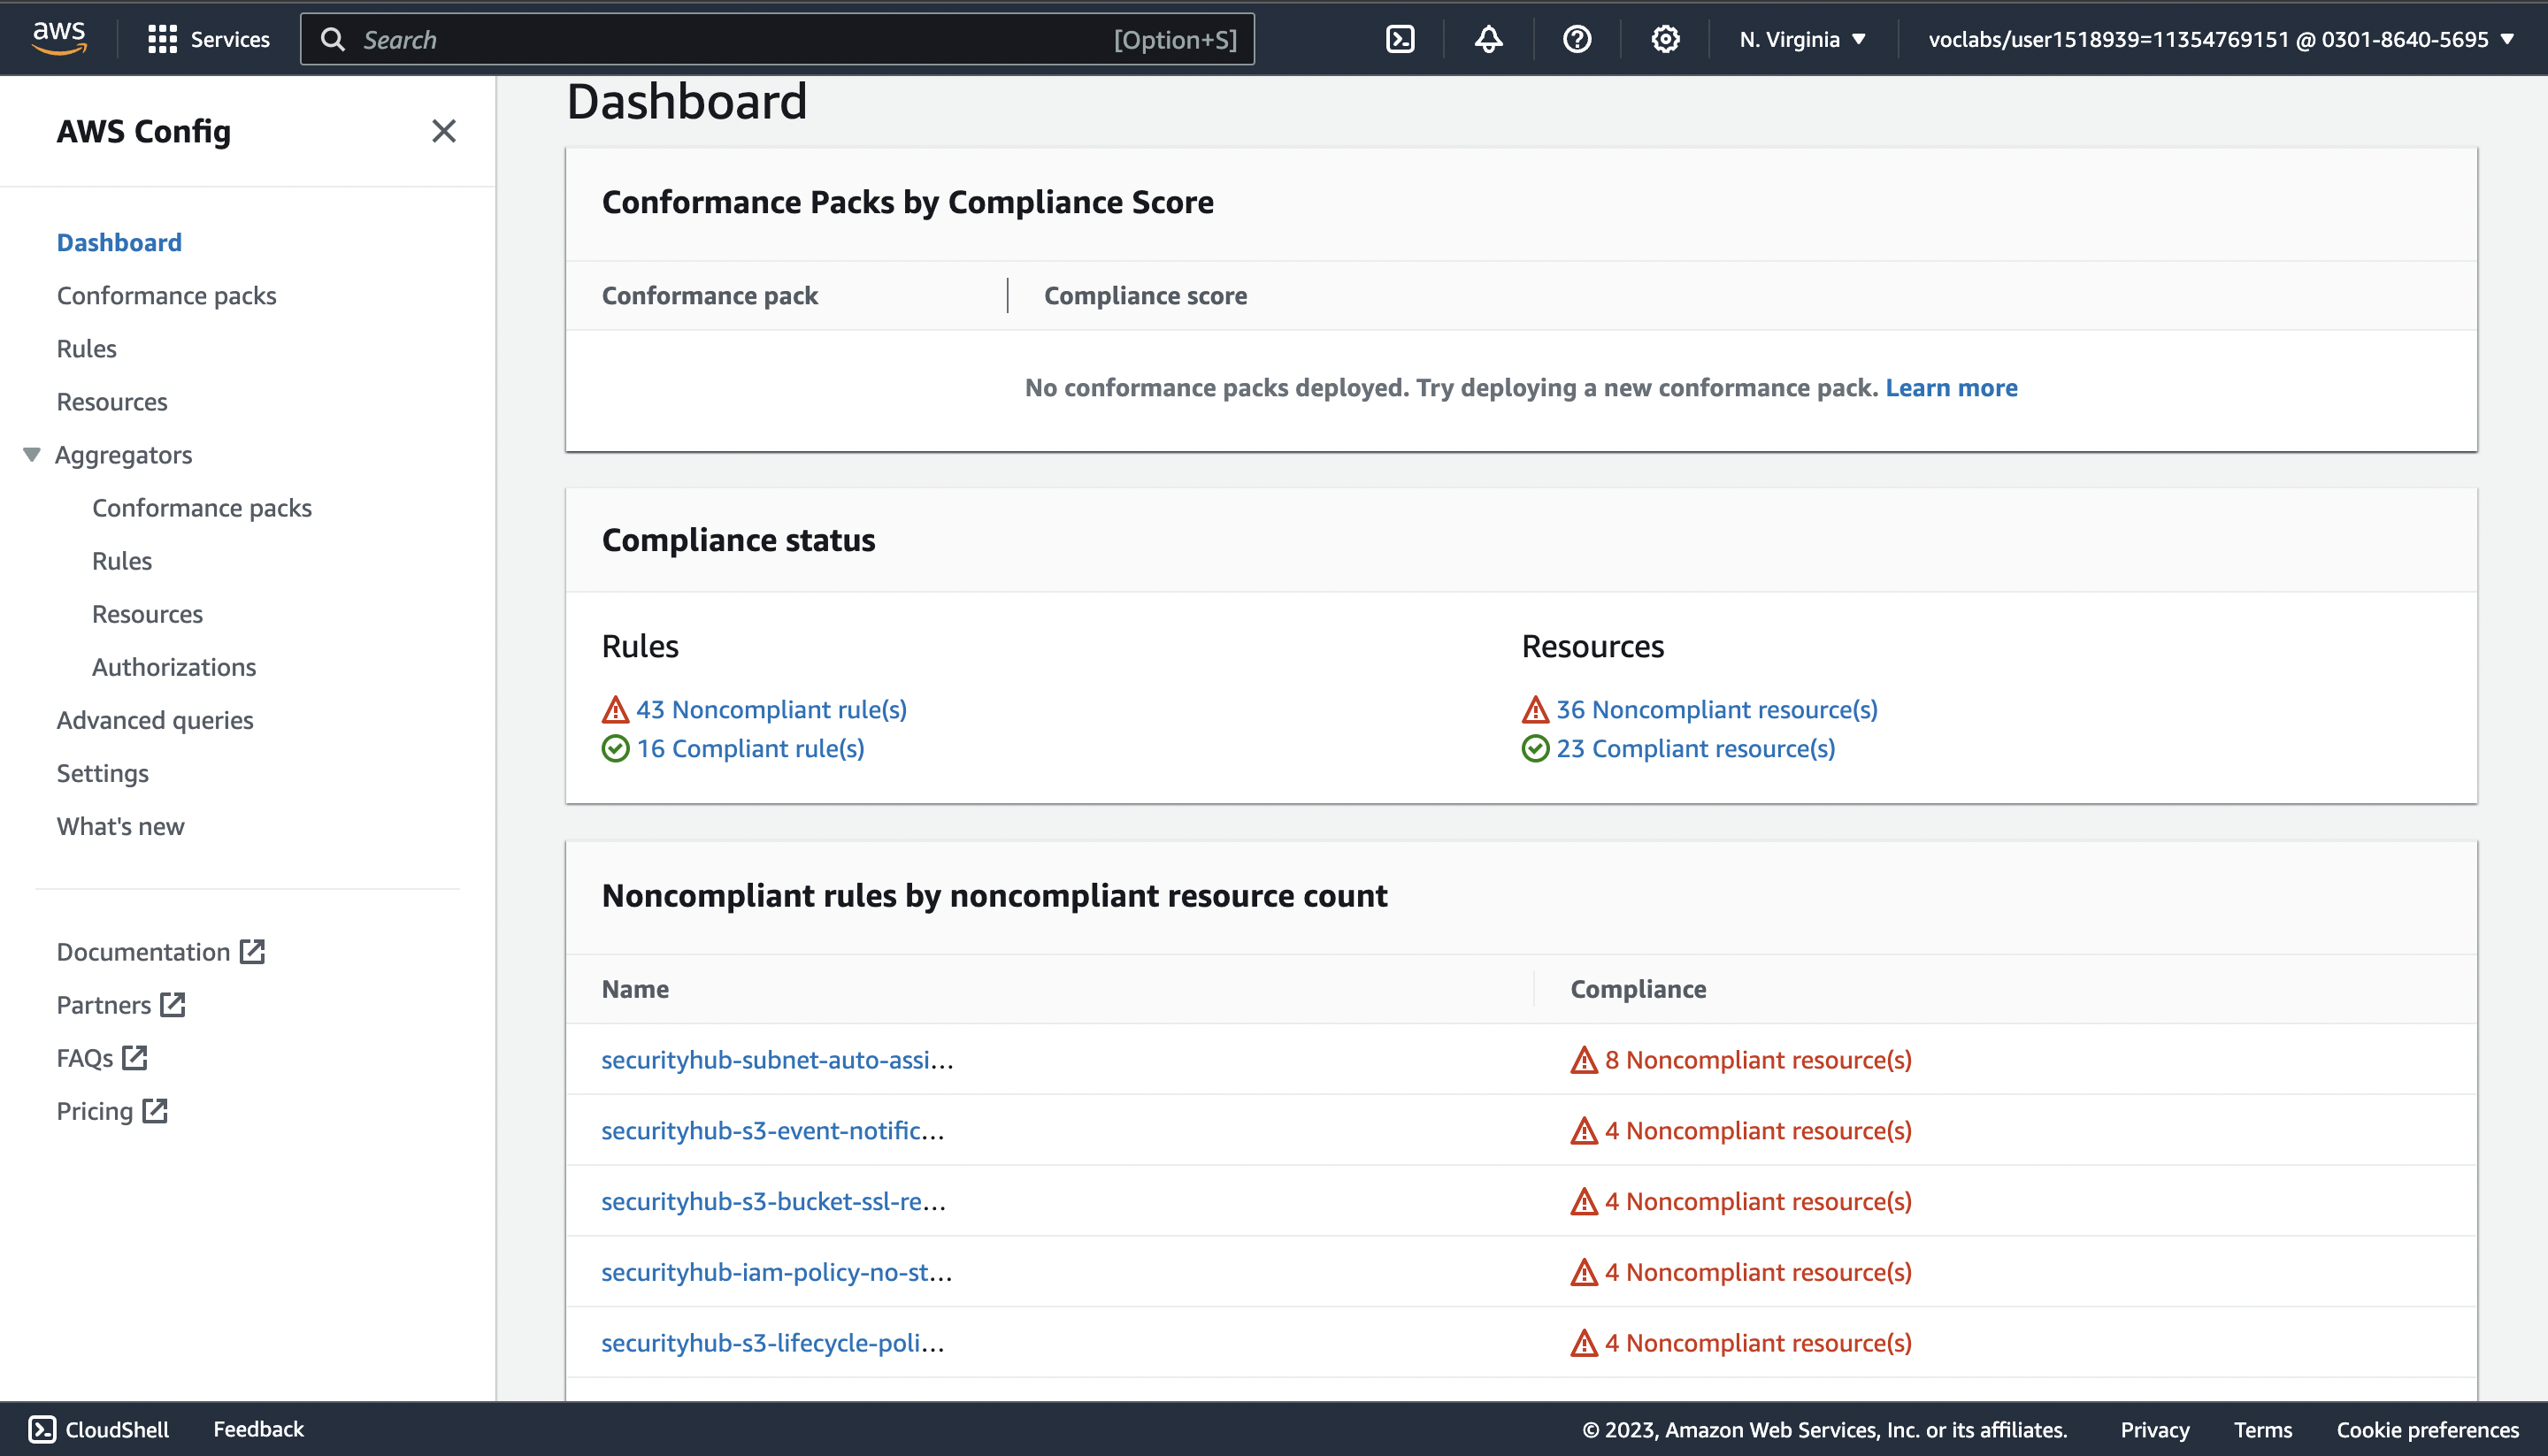 aws Services Search [Option+S] N. Virginia voclabs/user1518939=11354769151 @ 0301-8640-5695
AWS Config
Dashboard
Conformance packs
Rules
Resources
Aggregators
Conformance packs
Rules
Resources
Authorizations
Advanced queries
Settings
What's new
Documentation
Partners
FAQs
Pricing
Dashboard
Conformance Packs by Compliance Score
Conformance pack Compliance score
No conformance packs deployed. Try deploying a new conformance pack. Learn more
Compliance status
Rules
43 Noncompliant rule(s)
16 Compliant rule(s)
Resources
36 Noncompliant resource(s)
23 Compliant resource(s)
Noncompliant rules by noncompliant resource count
Name Compliance
securityhub-subnet-auto-assi... 8 Noncompliant resource(s)
securityhub-s3-event-notific... 4 Noncompliant resource(s)
securityhub-s3-bucket-ssl-re... 4 Noncompliant resource(s)
securityhub-iam-policy-no-st... 4 Noncompliant resource(s)
securityhub-s3-lifecycle-poli... 4 Noncompliant resource(s)
CloudShell Feedback © 2023, Amazon Web Services, Inc. or its affiliates. Privacy Terms Cookie preferences